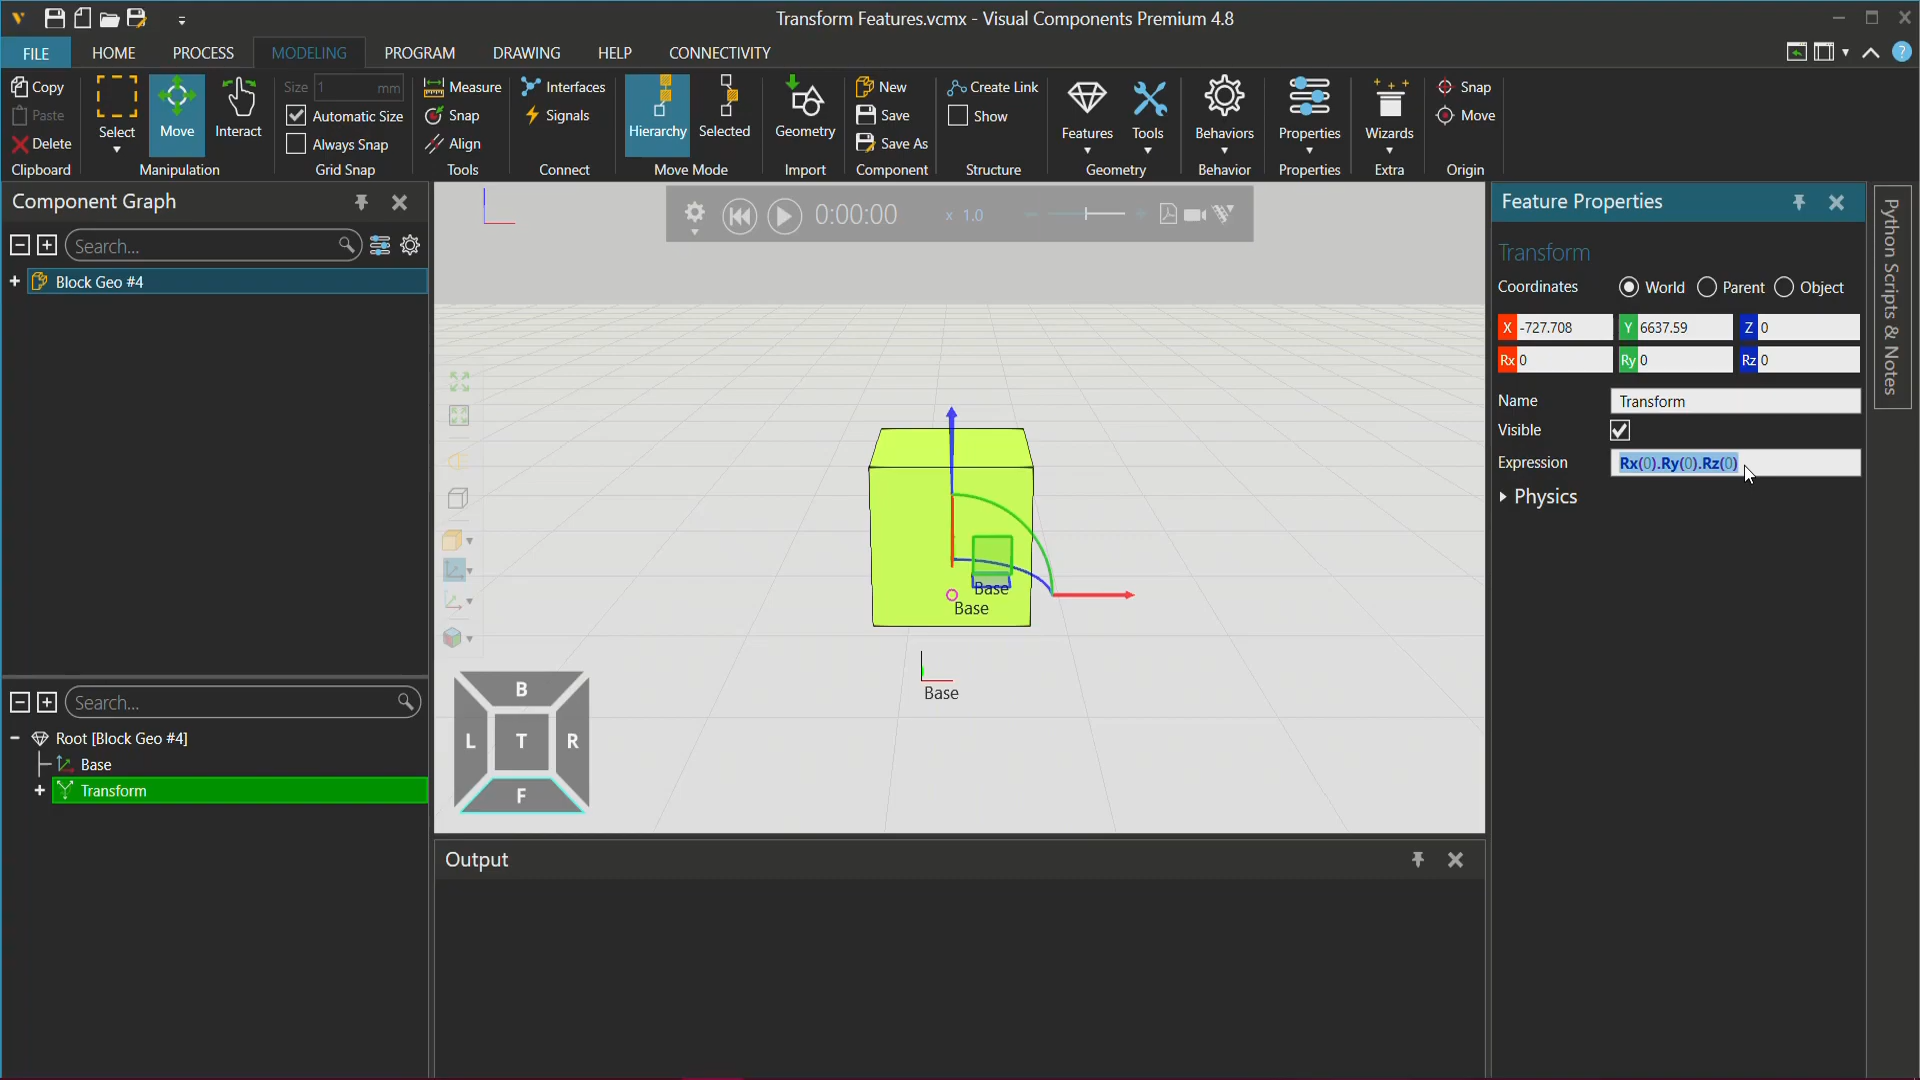 Transform Features.vcmx - Visual Components Premium 4.8
FILE HOME PROCESS MODELING PROGRAM DRAWING HELP CONNECTIVITY
Copy
Paste
Delete
Clipboard
Select
Move
Interact
Manipulation
Size 1 mm
Automatic Size
Always Snap
Grid Snap
Measure
Snap
Align
Tools
Interfaces
Signals
Connect
Hierarchy
Selected
Move Mode
Geometry
Import
New
Save
Save As
Component
Create Link
Show
Structure
Features
Tools
Geometry
Behaviors
Behavior
Properties
Properties
Wizards
Extra
Snap
Move
Origin
Component Graph
Search...
Block Geo #4
Search...
Root [Block Geo #4]
Base
Transform
0:00:00
x 1.0
Base
Base
Base
B
L T R
F
Output
Feature Properties
Transform
Coordinates World Parent Object
X -727.708 Y 6637.59 Z 0
Rx 0 Ry 0 Rz 0
Name Transform
Visible
Expression Rx(0).Ry(0).Rz(0)
Physics
Python Scripts & Notes
?